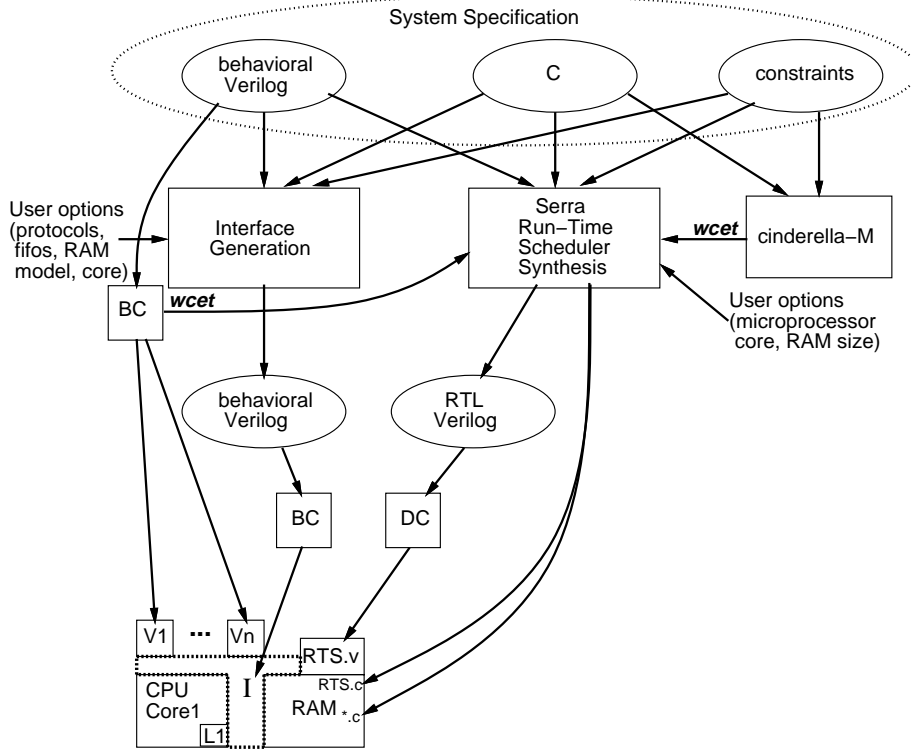 System Specification
behavioral
Verilog
C
constraints
User options
(protocols,
fifos, RAM
model, core)
Interface
Generation
Serra
Run-Time
Scheduler
Synthesis
wcet
cinderella-M
BC
wcet
User options
(microprocessor
core, RAM size)
behavioral
Verilog
RTL
Verilog
BC
DC
V1
...
Vn
RTS.v
I
CPU
Core1
L1
RTS.c
RAM
*.c